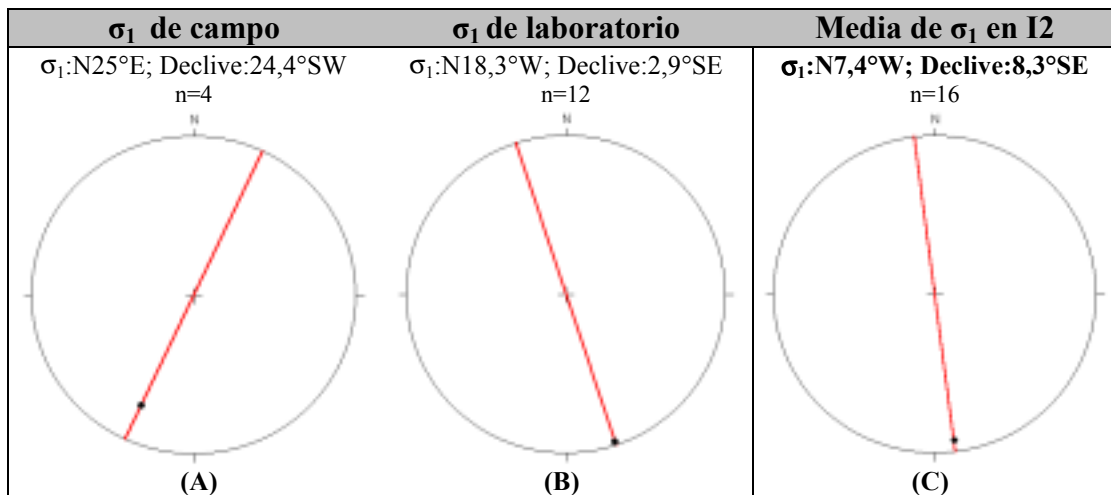 σ₁ de campo
σ₁:N25°E; Declive:24,4°SW
n=4
N
(A)
σ₁ de laboratorio
σ₁:N18,3°W; Declive:2,9°SE
n=12
N
(B)
Media de σ₁ en I2
σ₁:N7,4°W; Declive:8,3°SE
n=16
N
(C)